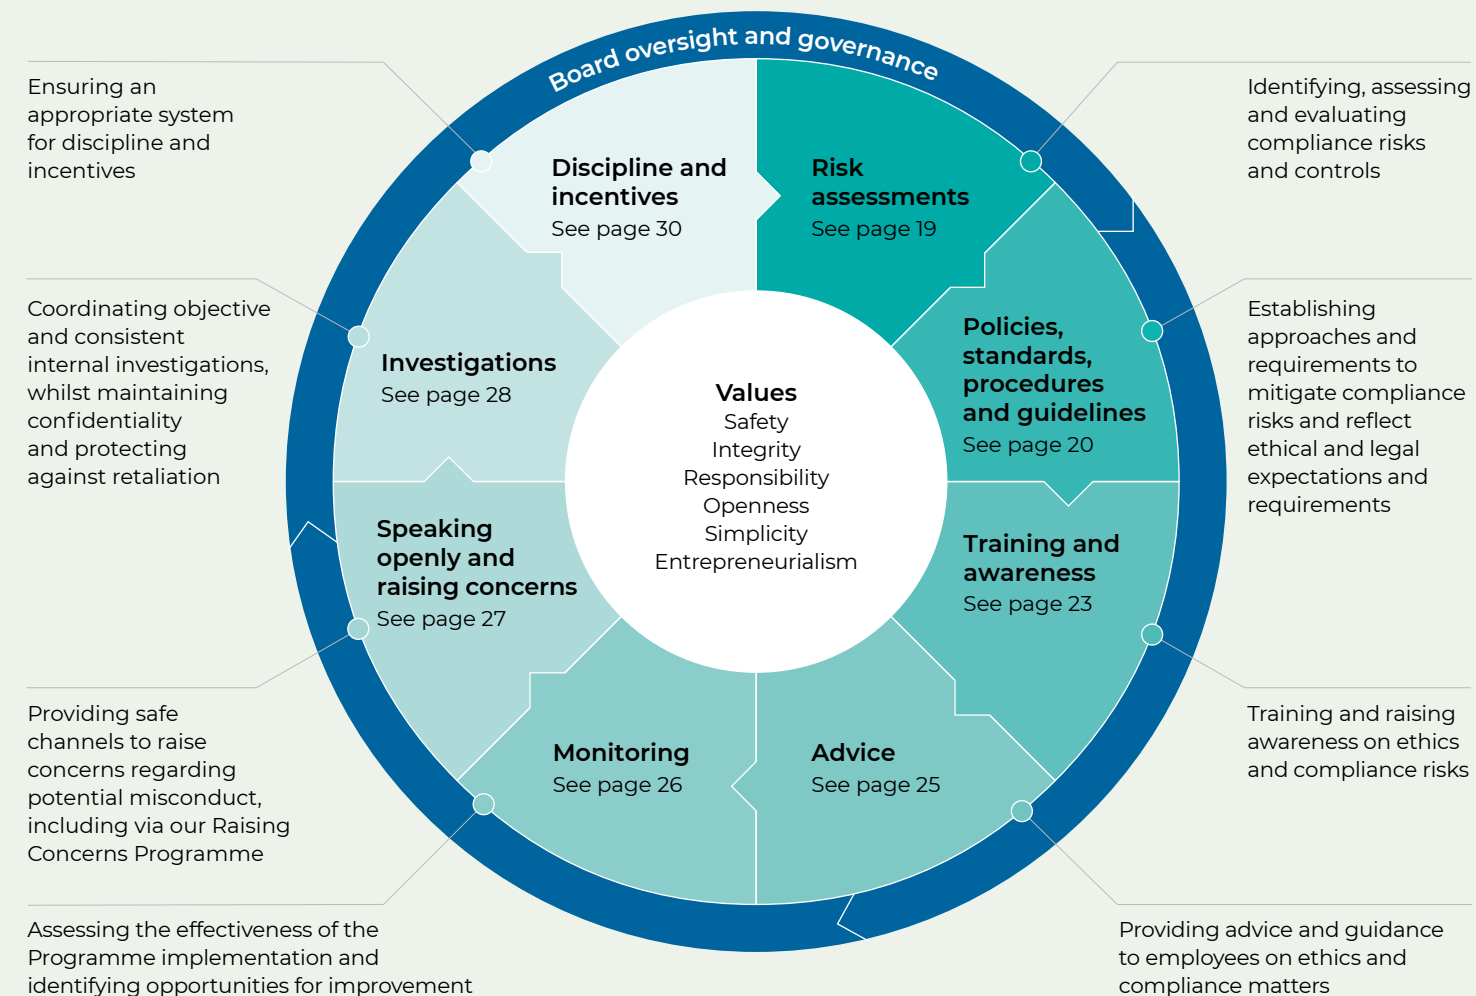 Board oversight and governance
Ensuring an
appropriate system
for discipline and
incentives
Identifying, assessing
and evaluating
compliance risks
and controls
Discipline and
incentives
See page 30
Risk
assessments
See page 19
Coordinating objective
and consistent
internal investigations,
whilst maintaining
confidentiality
and protecting
against retaliation
Investigations
See page 28
Policies,
standards,
procedures
and guidelines
See page 20
Establishing
approaches and
requirements to
mitigate compliance
risks and reflect
ethical and legal
expectations and
requirements
Values
Safety
Integrity
Responsibility
Openness
Simplicity
Entrepreneurialism
Speaking
openly and
raising concerns
See page 27
Training and
awareness
See page 23
Providing safe
channels to raise
concerns regarding
potential misconduct,
including via our Raising
Concerns Programme
Monitoring
See page 26
Advice
See page 25
Training and raising
awareness on ethics
and compliance risks
Assessing the effectiveness of the
Programme implementation and
identifying opportunities for improvement
Providing advice and guidance
to employees on ethics and
compliance matters